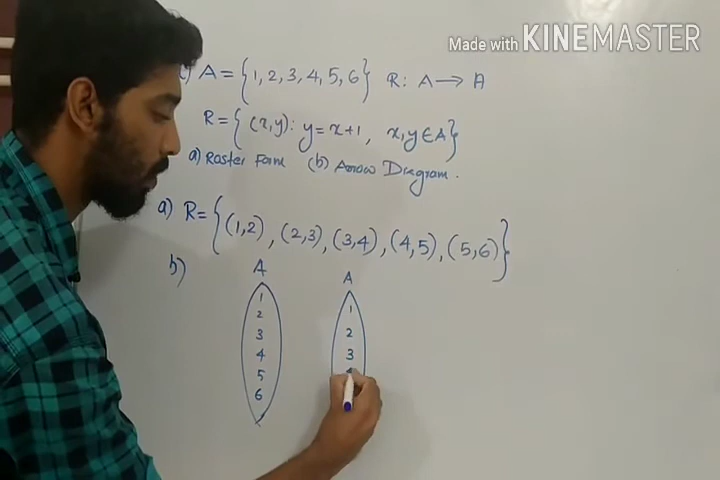 Made with KINEMASTER
A = {1, 2, 3, 4, 5, 6} R: A → A
R = {(x, y): y = x+1, x, y ∈ A}
a) Roster Form (b) Arrow Diagram.
a) R = {(1,2), (2,3), (3,4), (4,5), (5,6)}
b) A A
1 1
2 2
3 3
4 4
5
6